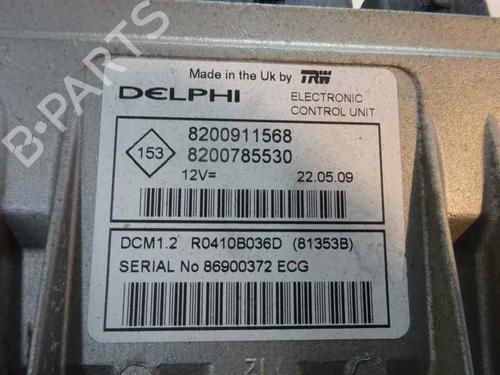 Made in the Uk by TRW
DELPHI ELECTRONIC
CONTROL UNIT
8200911568
153
8200785530
12V= 22.05.09
DCM1.2 R0410B036D (81353B)
SERIAL No 86900372 ECG
B-PARTS